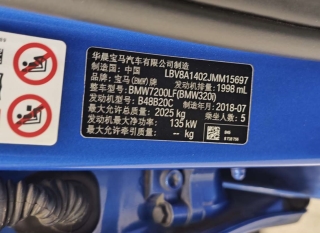 华晨宝马汽车有限公司制造
制造国: 中国 LBV8A1402JMM15697
品牌: 宝马(BMW) 发动机排量: 1998 mL
整车型号: BMW7200LF(BMW320i)
发动机型号: B48B20C 制造年月: 2018-07
最大允许总质量: 2025 kg 乘坐人数: 5
发动机最大净功率: 135 kW
最大允许牵引质量: -- kg